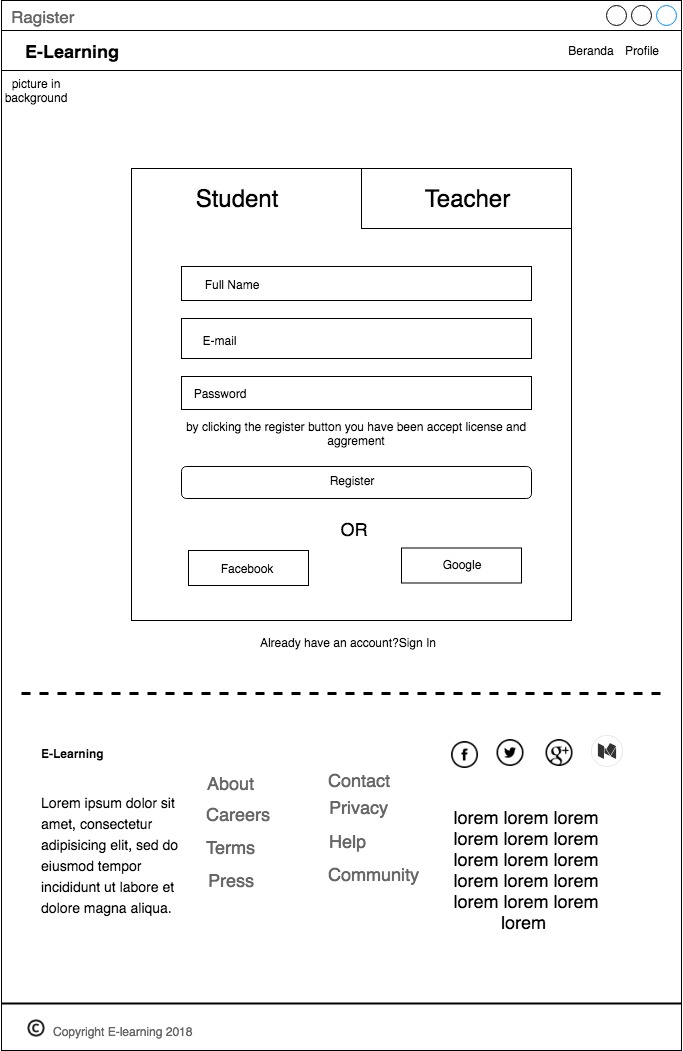 Ragister
E-Learning
Beranda Profile
picture in
background
Student
Teacher
Full Name
E-mail
Password
by clicking the register button you have been accept license and
aggrement
Register
OR
Facebook
Google
Already have an account?Sign In
E-Learning
Lorem ipsum dolor sit
amet, consectetur
adipisicing elit, sed do
eiusmod tempor
incididunt ut labore et
dolore magna aliqua.
About
Careers
Terms
Press
Contact
Privacy
Help
Community
lorem lorem lorem
lorem lorem lorem
lorem lorem lorem
lorem lorem lorem
lorem lorem lorem
lorem
© Copyright E-learning 2018